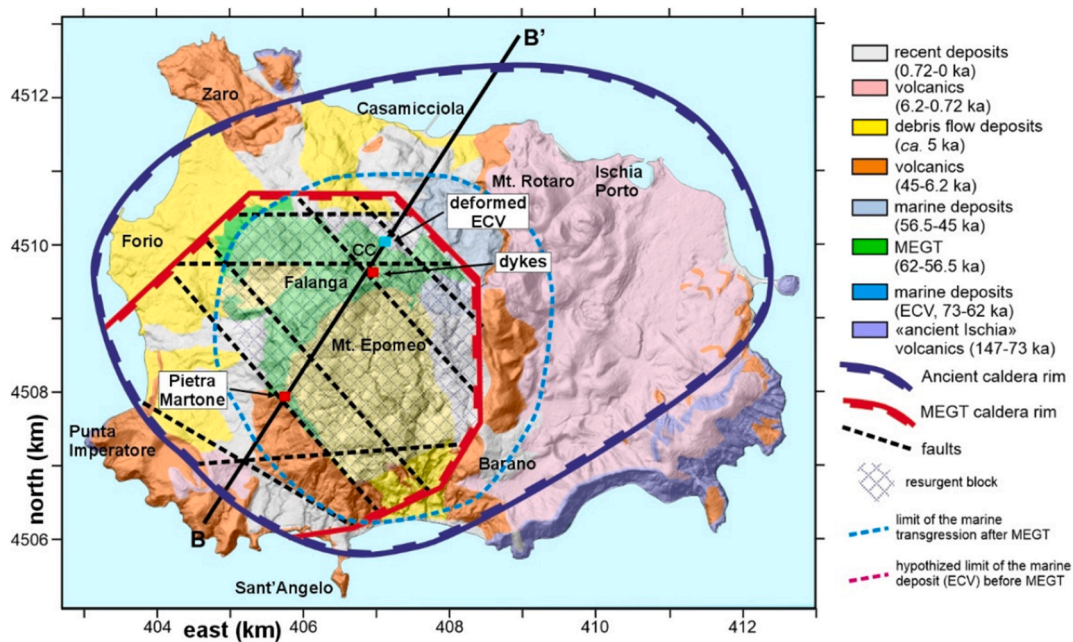 B'
4512
Zaro
Casamicciola
Ischia
Porto
Mt. Rotaro
deformed
ECV
4510
Forio
CC
dykes
Falanga
Mt. Epomeo
4508
Pietra
Martone
Punta
Imperatore
Barano
north (km)
4506
B
Sant'Angelo
404
406
408
410
412
east (km)
recent deposits
(0.72-0 ka)
volcanics
(6.2-0.72 ka)
debris flow deposits
(ca. 5 ka)
volcanics
(45-6.2 ka)
marine deposits
(56.5-45 ka)
MEGT
(62-56.5 ka)
marine deposits
(ECV, 73-62 ka)
«ancient Ischia»
volcanics (147-73 ka)
Ancient caldera rim
MEGT caldera rim
faults
resurgent block
limit of the marine
transgression after MEGT
hypothized limit of the marine
deposit (ECV) before MEGT